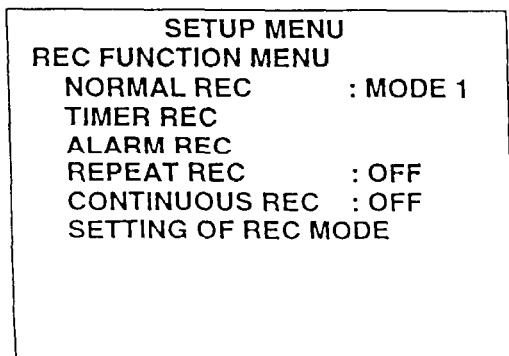 SETUP MENU
REC FUNCTION MENU
NORMAL REC : MODE 1
TIMER REC
ALARM REC
REPEAT REC : OFF
CONTINUOUS REC : OFF
SETTING OF REC MODE